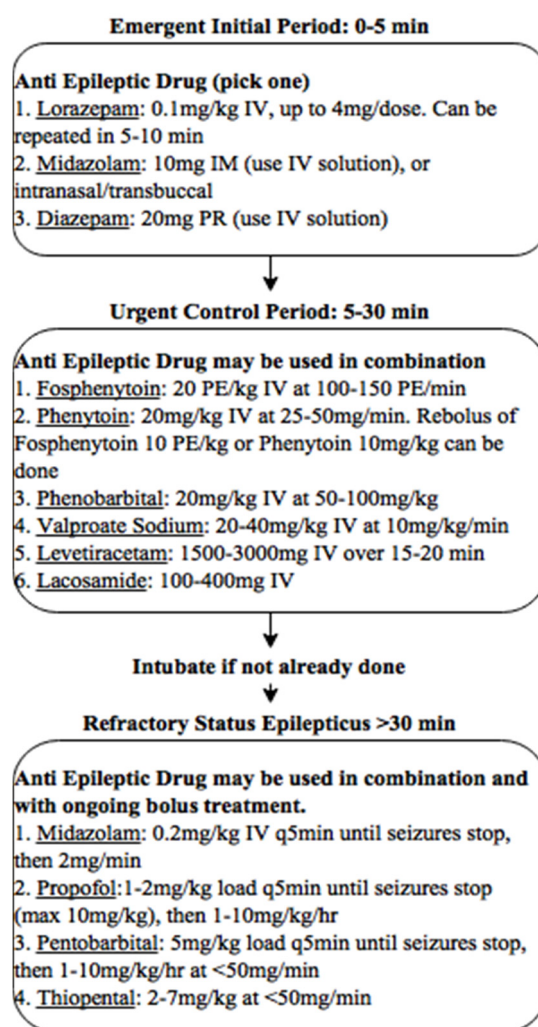 Emergent Initial Period: 0-5 min
Anti Epileptic Drug (pick one)
1. Lorazepam: 0.1mg/kg IV, up to 4mg/dose. Can be
repeated in 5-10 min
2. Midazolam: 10mg IM (use IV solution), or
intranasal/transbuccal
3. Diazepam: 20mg PR (use IV solution)
Urgent Control Period: 5-30 min
Anti Epileptic Drug may be used in combination
1. Fosphenytoin: 20 PE/kg IV at 100-150 PE/min
2. Phenytoin: 20mg/kg IV at 25-50mg/min. Rebolus of
Fosphenytoin 10 PE/kg or Phenytoin 10mg/kg can be
done
3. Phenobarbital: 20mg/kg IV at 50-100mg/kg
4. Valproate Sodium: 20-40mg/kg IV at 10mg/kg/min
5. Levetiracetam: 1500-3000mg IV over 15-20 min
6. Lacosamide: 100-400mg IV
Intubate if not already done
Refractory Status Epilepticus >30 min
Anti Epileptic Drug may be used in combination and
with ongoing bolus treatment.
1. Midazolam: 0.2mg/kg IV q5min until seizures stop,
then 2mg/min
2. Propofol:1-2mg/kg load q5min until seizures stop
(max 10mg/kg), then 1-10mg/kg/hr
3. Pentobarbital: 5mg/kg load q5min until seizures stop,
then 1-10mg/kg/hr at <50mg/min
4. Thiopental: 2-7mg/kg at <50mg/min